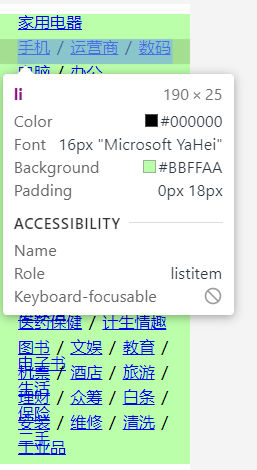 家用电器
手机 / 运营商 / 数码
电脑 / 办公
li 190 × 25
Color #000000
Font 16px "Microsoft YaHei"
Background #BBFFAA
Padding 0px 18px
ACCESSIBILITY
Name
Role listitem
Keyboard-focusable
医药保健 / 计生情趣
图书 / 文娱 / 教育 /
电子书
机票 / 酒店 / 旅游 /
生活
理财 / 众筹 / 白条 /
保险
安装 / 维修 / 清洗 /
二手
工业品